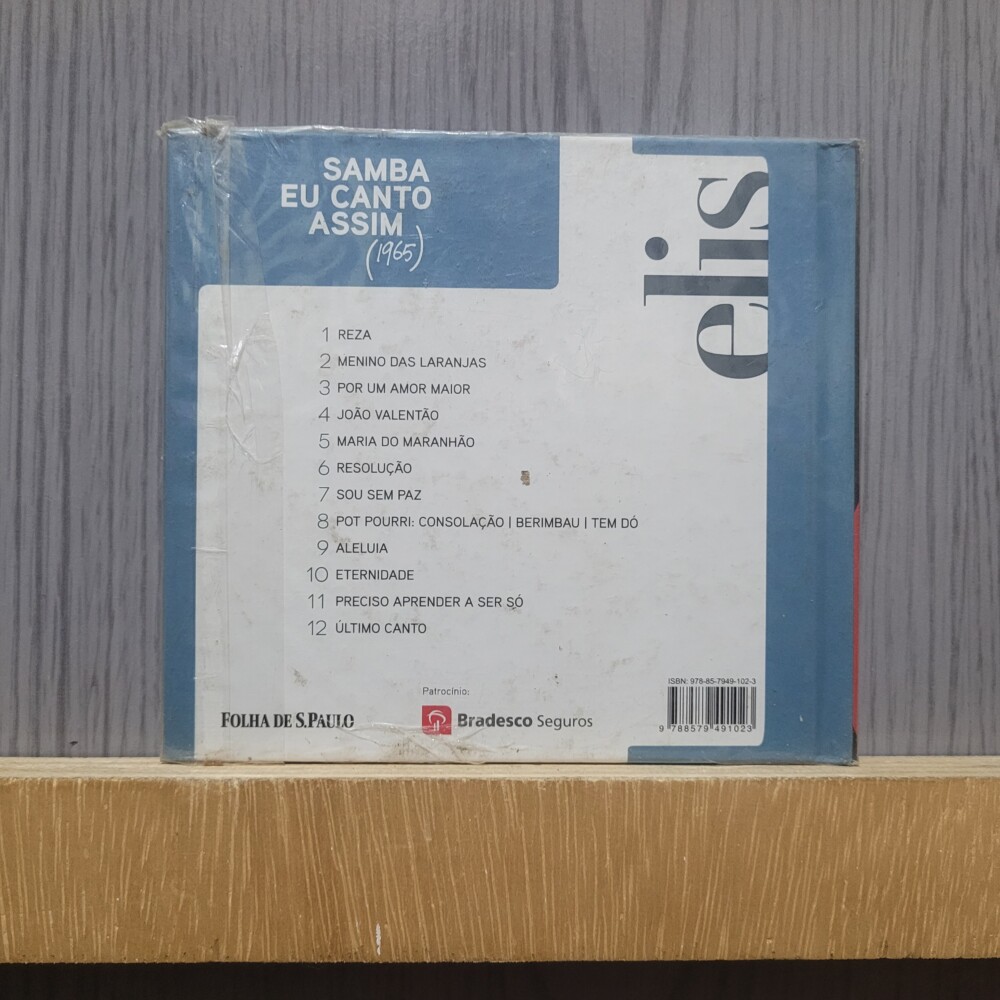 SAMBA
EU CANTO
ASSIM
(1965)
elis
1 REZA
2 MENINO DAS LARANJAS
3 POR UM AMOR MAIOR
4 JOÃO VALENTÃO
5 MARIA DO MARANHÃO
6 RESOLUÇÃO
7 SOU SEM PAZ
8 POT POURRI: CONSOLAÇÃO | BERIMBAU | TEM DÓ
9 ALELUIA
10 ETERNIDADE
11 PRECISO APRENDER A SER SÓ
12 ÚLTIMO CANTO
Patrocínio:
FOLHA DE S.PAULO
Bradesco Seguros
ISBN: 978-85-7949-102-3
9 788579 491023